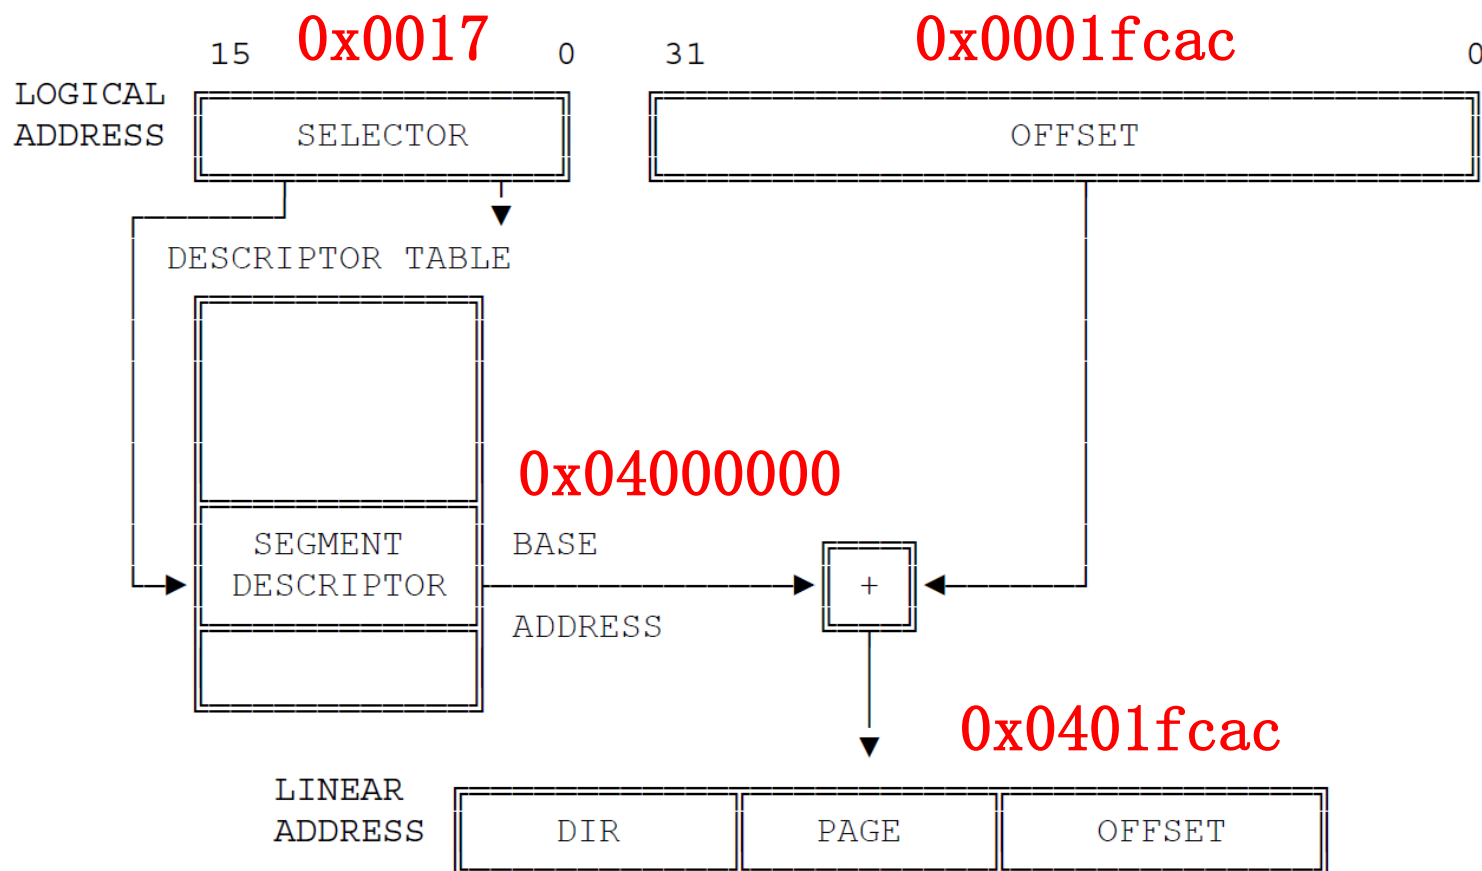 15 0x0017 0 31 0x0001fcac 0
LOGICAL
ADDRESS SELECTOR OFFSET
DESCRIPTOR TABLE
0x04000000
SEGMENT BASE
DESCRIPTOR +
ADDRESS
0x0401fcac
LINEAR
ADDRESS DIR PAGE OFFSET